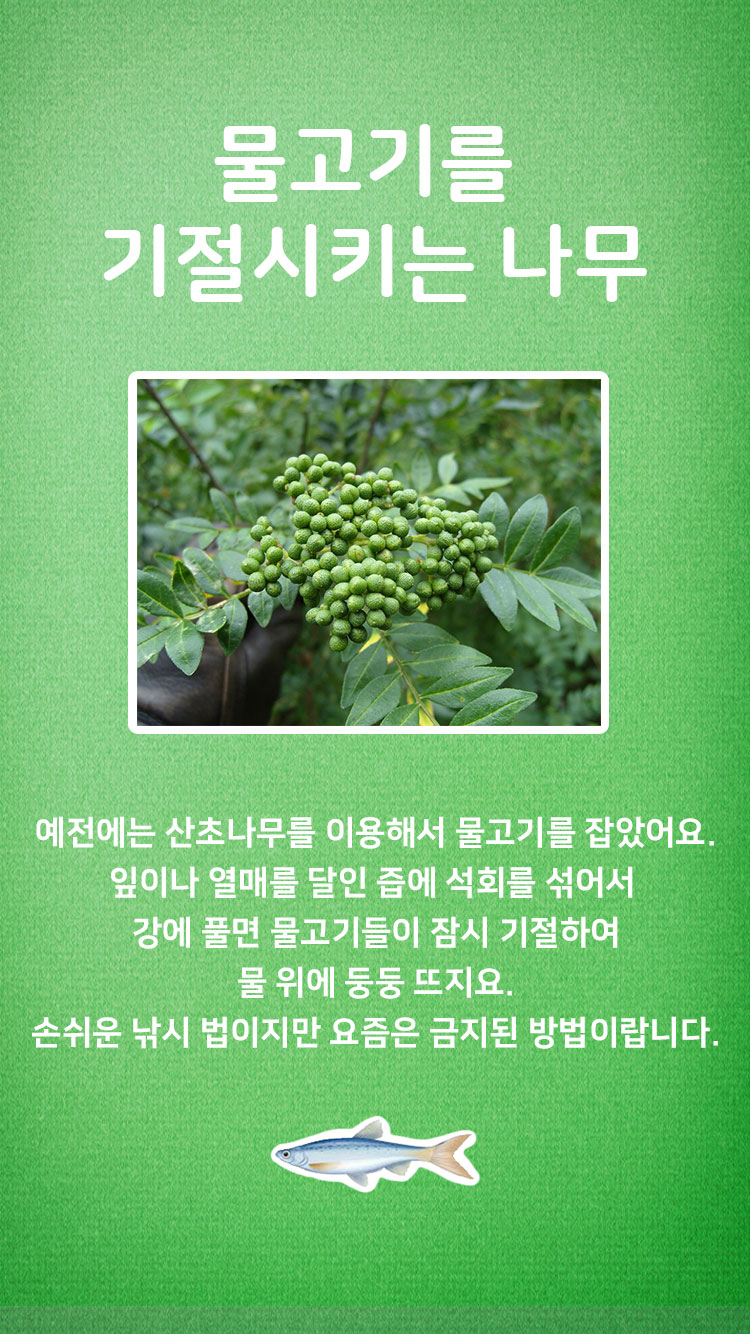 물고기를
기절시키는 나무
예전에는 산초나무를 이용해서 물고기를 잡았어요.
잎이나 열매를 달인 즙에 석회를 섞어서
강에 풀면 물고기들이 잠시 기절하여
물 위에 둥둥 뜨지요.
손쉬운 낚시 법이지만 요즘은 금지된 방법이랍니다.